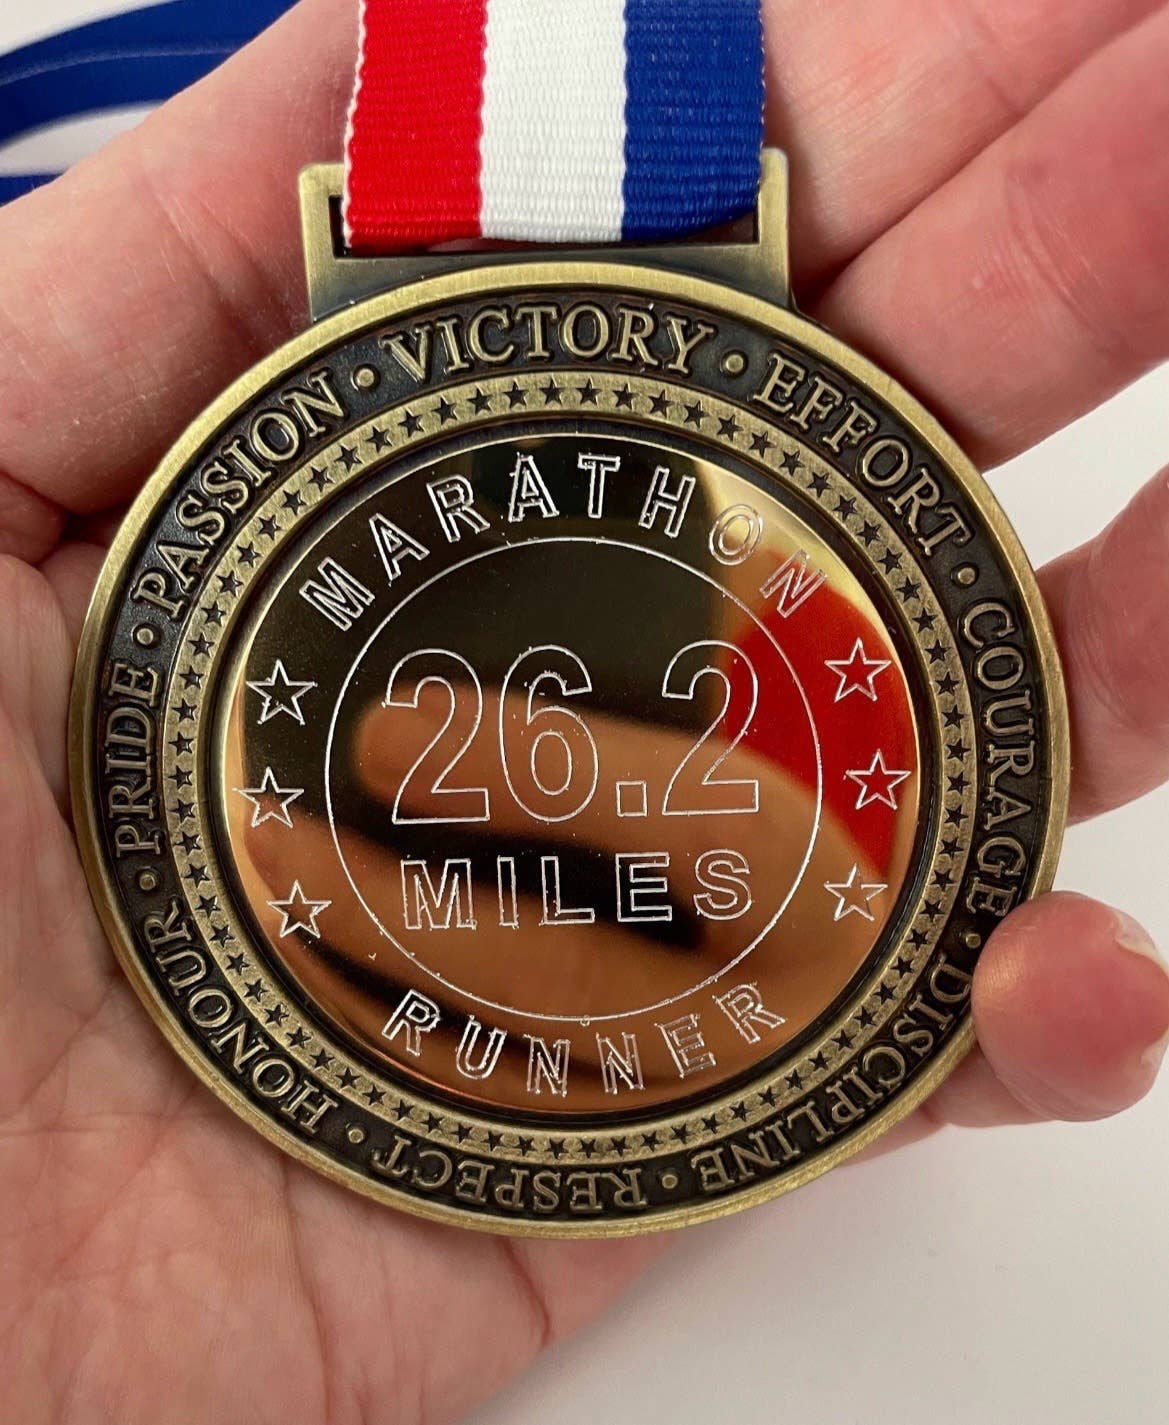 VICTORY • EFFORT • COURAGE • DISCIPLINE • RESPECT • HONOUR • PRIDE • PASSION •
MARATHON
26.2
MILES
RUNNER